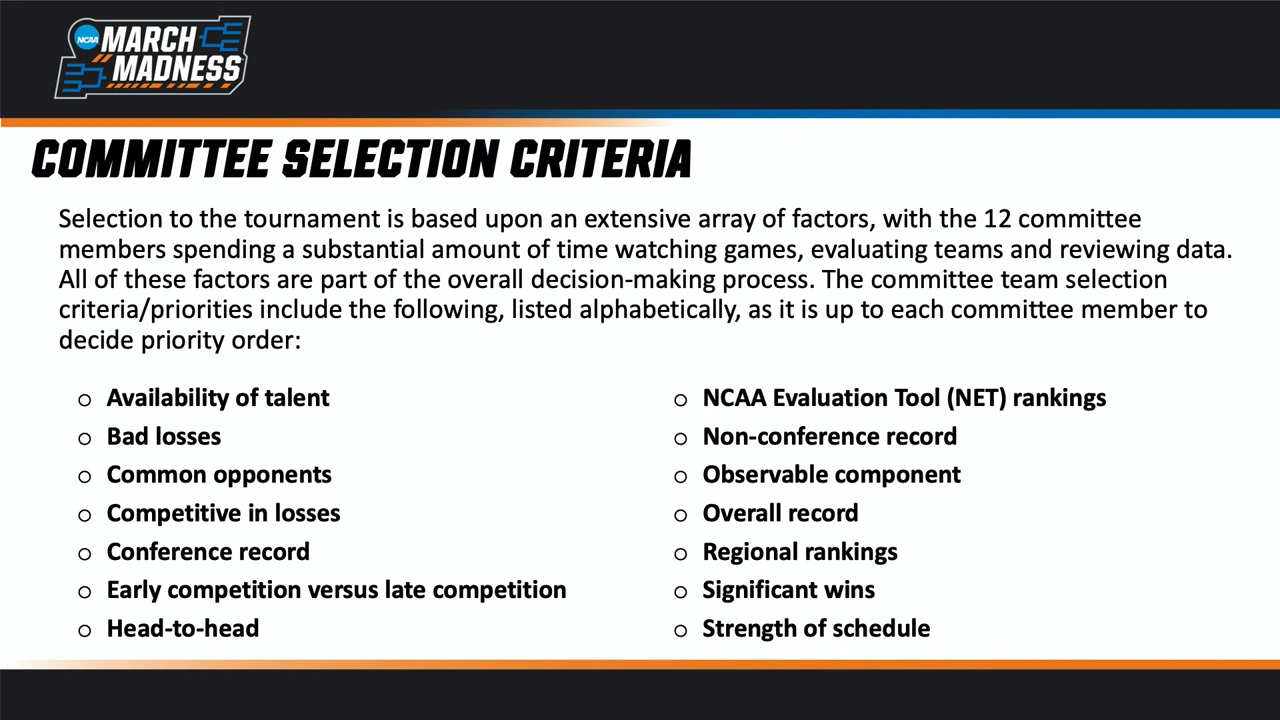 NCAA
MARCH
MADNESS
COMMITTEE SELECTION CRITERIA
Selection to the tournament is based upon an extensive array of factors, with the 12 committee
members spending a substantial amount of time watching games, evaluating teams and reviewing data.
All of these factors are part of the overall decision-making process. The committee team selection
criteria/priorities include the following, listed alphabetically, as it is up to each committee member to
decide priority order:
○ Availability of talent
○ Bad losses
○ Common opponents
○ Competitive in losses
○ Conference record
○ Early competition versus late competition
○ Head-to-head
○ NCAA Evaluation Tool (NET) rankings
○ Non-conference record
○ Observable component
○ Overall record
○ Regional rankings
○ Significant wins
○ Strength of schedule